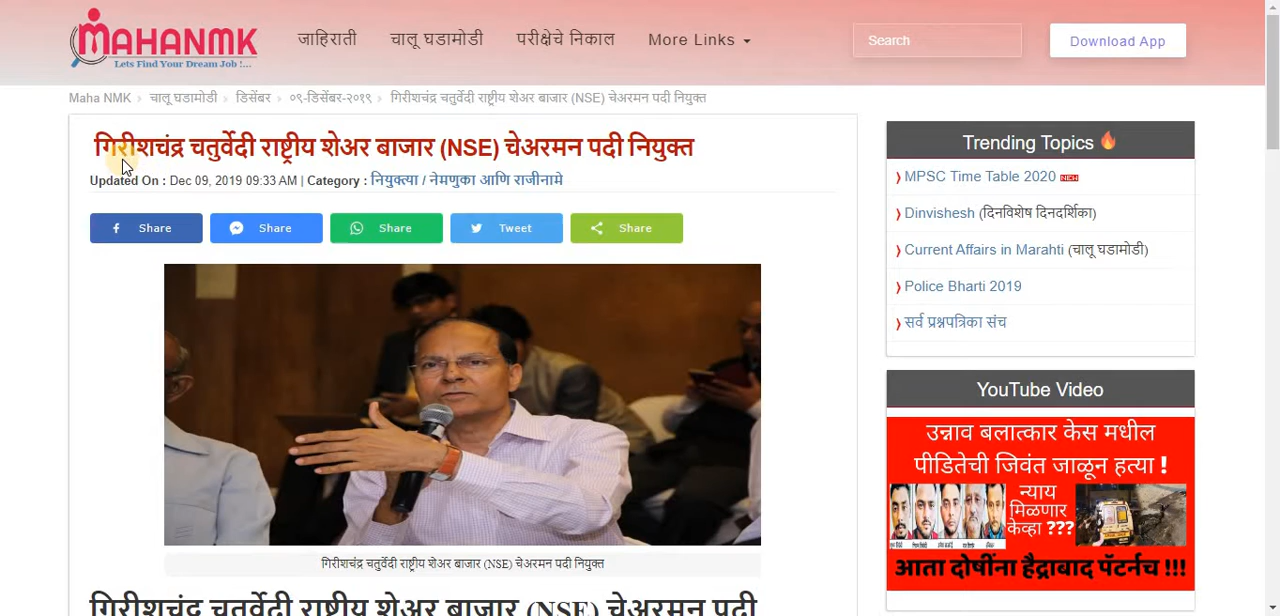 MAHANMK
Lets Find Your Dream Job !...
जाहिराती चालू घडामोडी परीक्षेचे निकाल More Links
Search
Download App
Maha NMK › चालू घडामोडी › डिसेंबर › ०९-डिसेंबर-२०१९ › गिरीशचंद्र चतुर्वेदी राष्ट्रीय शेअर बाजार (NSE) चेअरमन पदी नियुक्त
गिरीशचंद्र चतुर्वेदी राष्ट्रीय शेअर बाजार (NSE) चेअरमन पदी नियुक्त
Updated On : Dec 09, 2019 09:33 AM | Category : नियुक्त्या / नेमणुका आणि राजीनामे
Share Share Share Tweet Share
गिरीशचंद्र चतुर्वेदी राष्ट्रीय शेअर बाजार (NSE) चेअरमन पदी नियुक्त
गिरीशचंद्र चतुर्वेदी राष्ट्रीय शेअर बाजार (NSE) चेअरमन पदी
Trending Topics
MPSC Time Table 2020 NEW
Dinvishesh (दिनविशेष दिनदर्शिका)
Current Affairs in Marahti (चालू घडामोडी)
Police Bharti 2019
सर्व प्रश्नपत्रिका संच
YouTube Video
उन्नाव बलात्कार केस मधील
पीडितेची जिवंत जाळून हत्या !
न्याय
मिळणार
केव्हा ???
आता दोषींना हैद्राबाद पॅटर्नच !!!